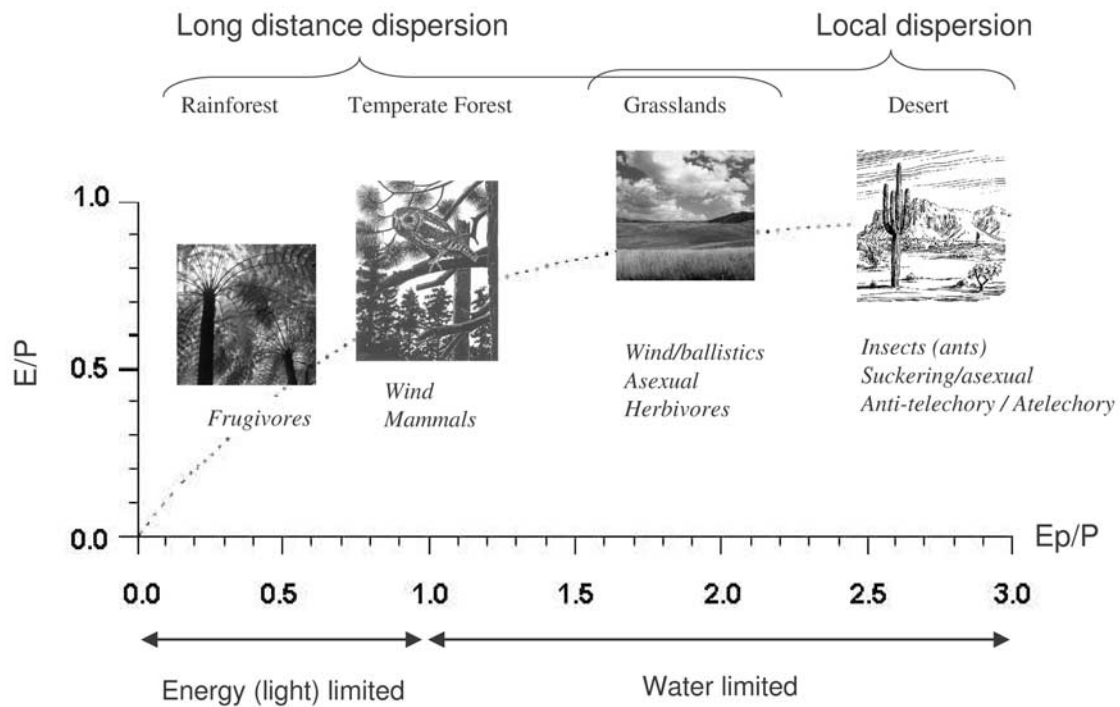 Long distance dispersion
Local dispersion
Rainforest
Temperate Forest
Grasslands
Desert
1.0
0.5
0.0
E/P
Frugivores
Wind
Mammals
Wind/ballistics
Asexual
Herbivores
Insects (ants)
Suckering/asexual
Anti-telechory / Atelechory
Ep/P
0.0 0.5 1.0 1.5 2.0 2.5 3.0
Energy (light) limited
Water limited